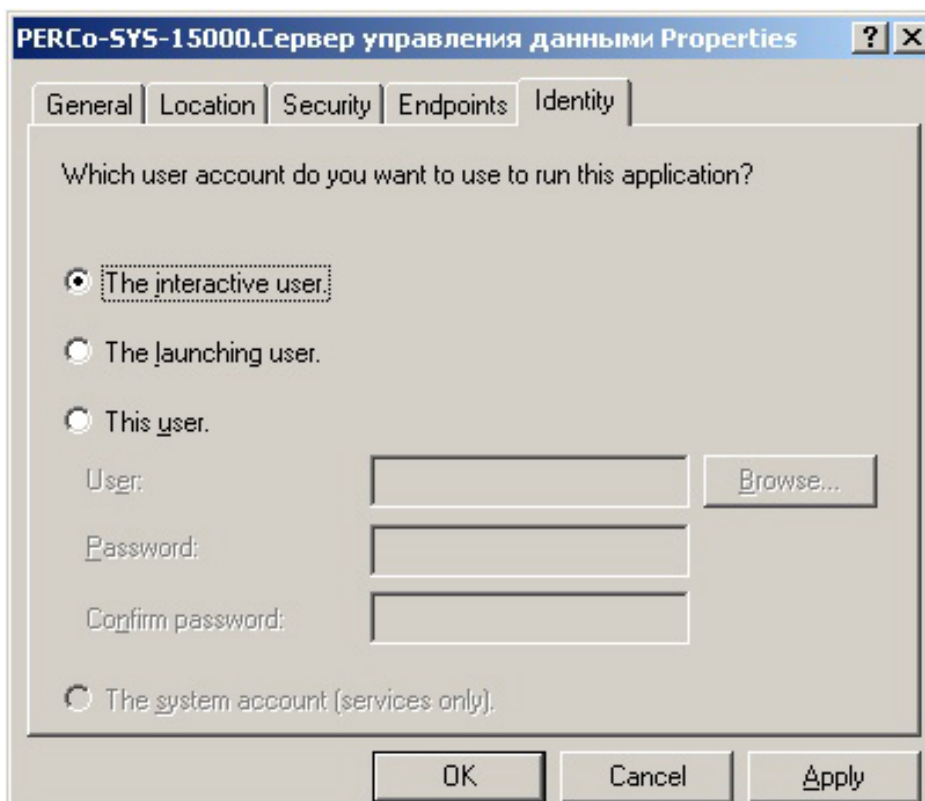 PERCo-SYS-15000.Сервер управления данными Properties
General Location Security Endpoints Identity
Which user account do you want to use to run this application?
The interactive user.
The launching user.
This user.
User: Browse...
Password:
Confirm password:
The system account (services only).
OK Cancel Apply